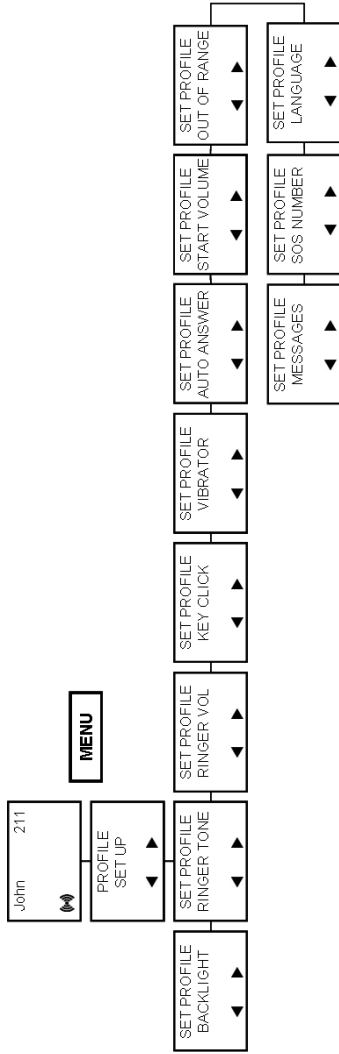 John 211
MENU
PROFILE
SET UP
SET PROFILE
BACKLIGHT
SET PROFILE
RINGER TONE
SET PROFILE
RINGER VOL
SET PROFILE
KEY CLICK
SET PROFILE
VIBRATOR
SET PROFILE
AUTO ANSWER
SET PROFILE
START VOLUME
SET PROFILE
OUT OF RANGE
SET PROFILE
MESSAGES
SET PROFILE
SOS NUMBER
SET PROFILE
LANGUAGE